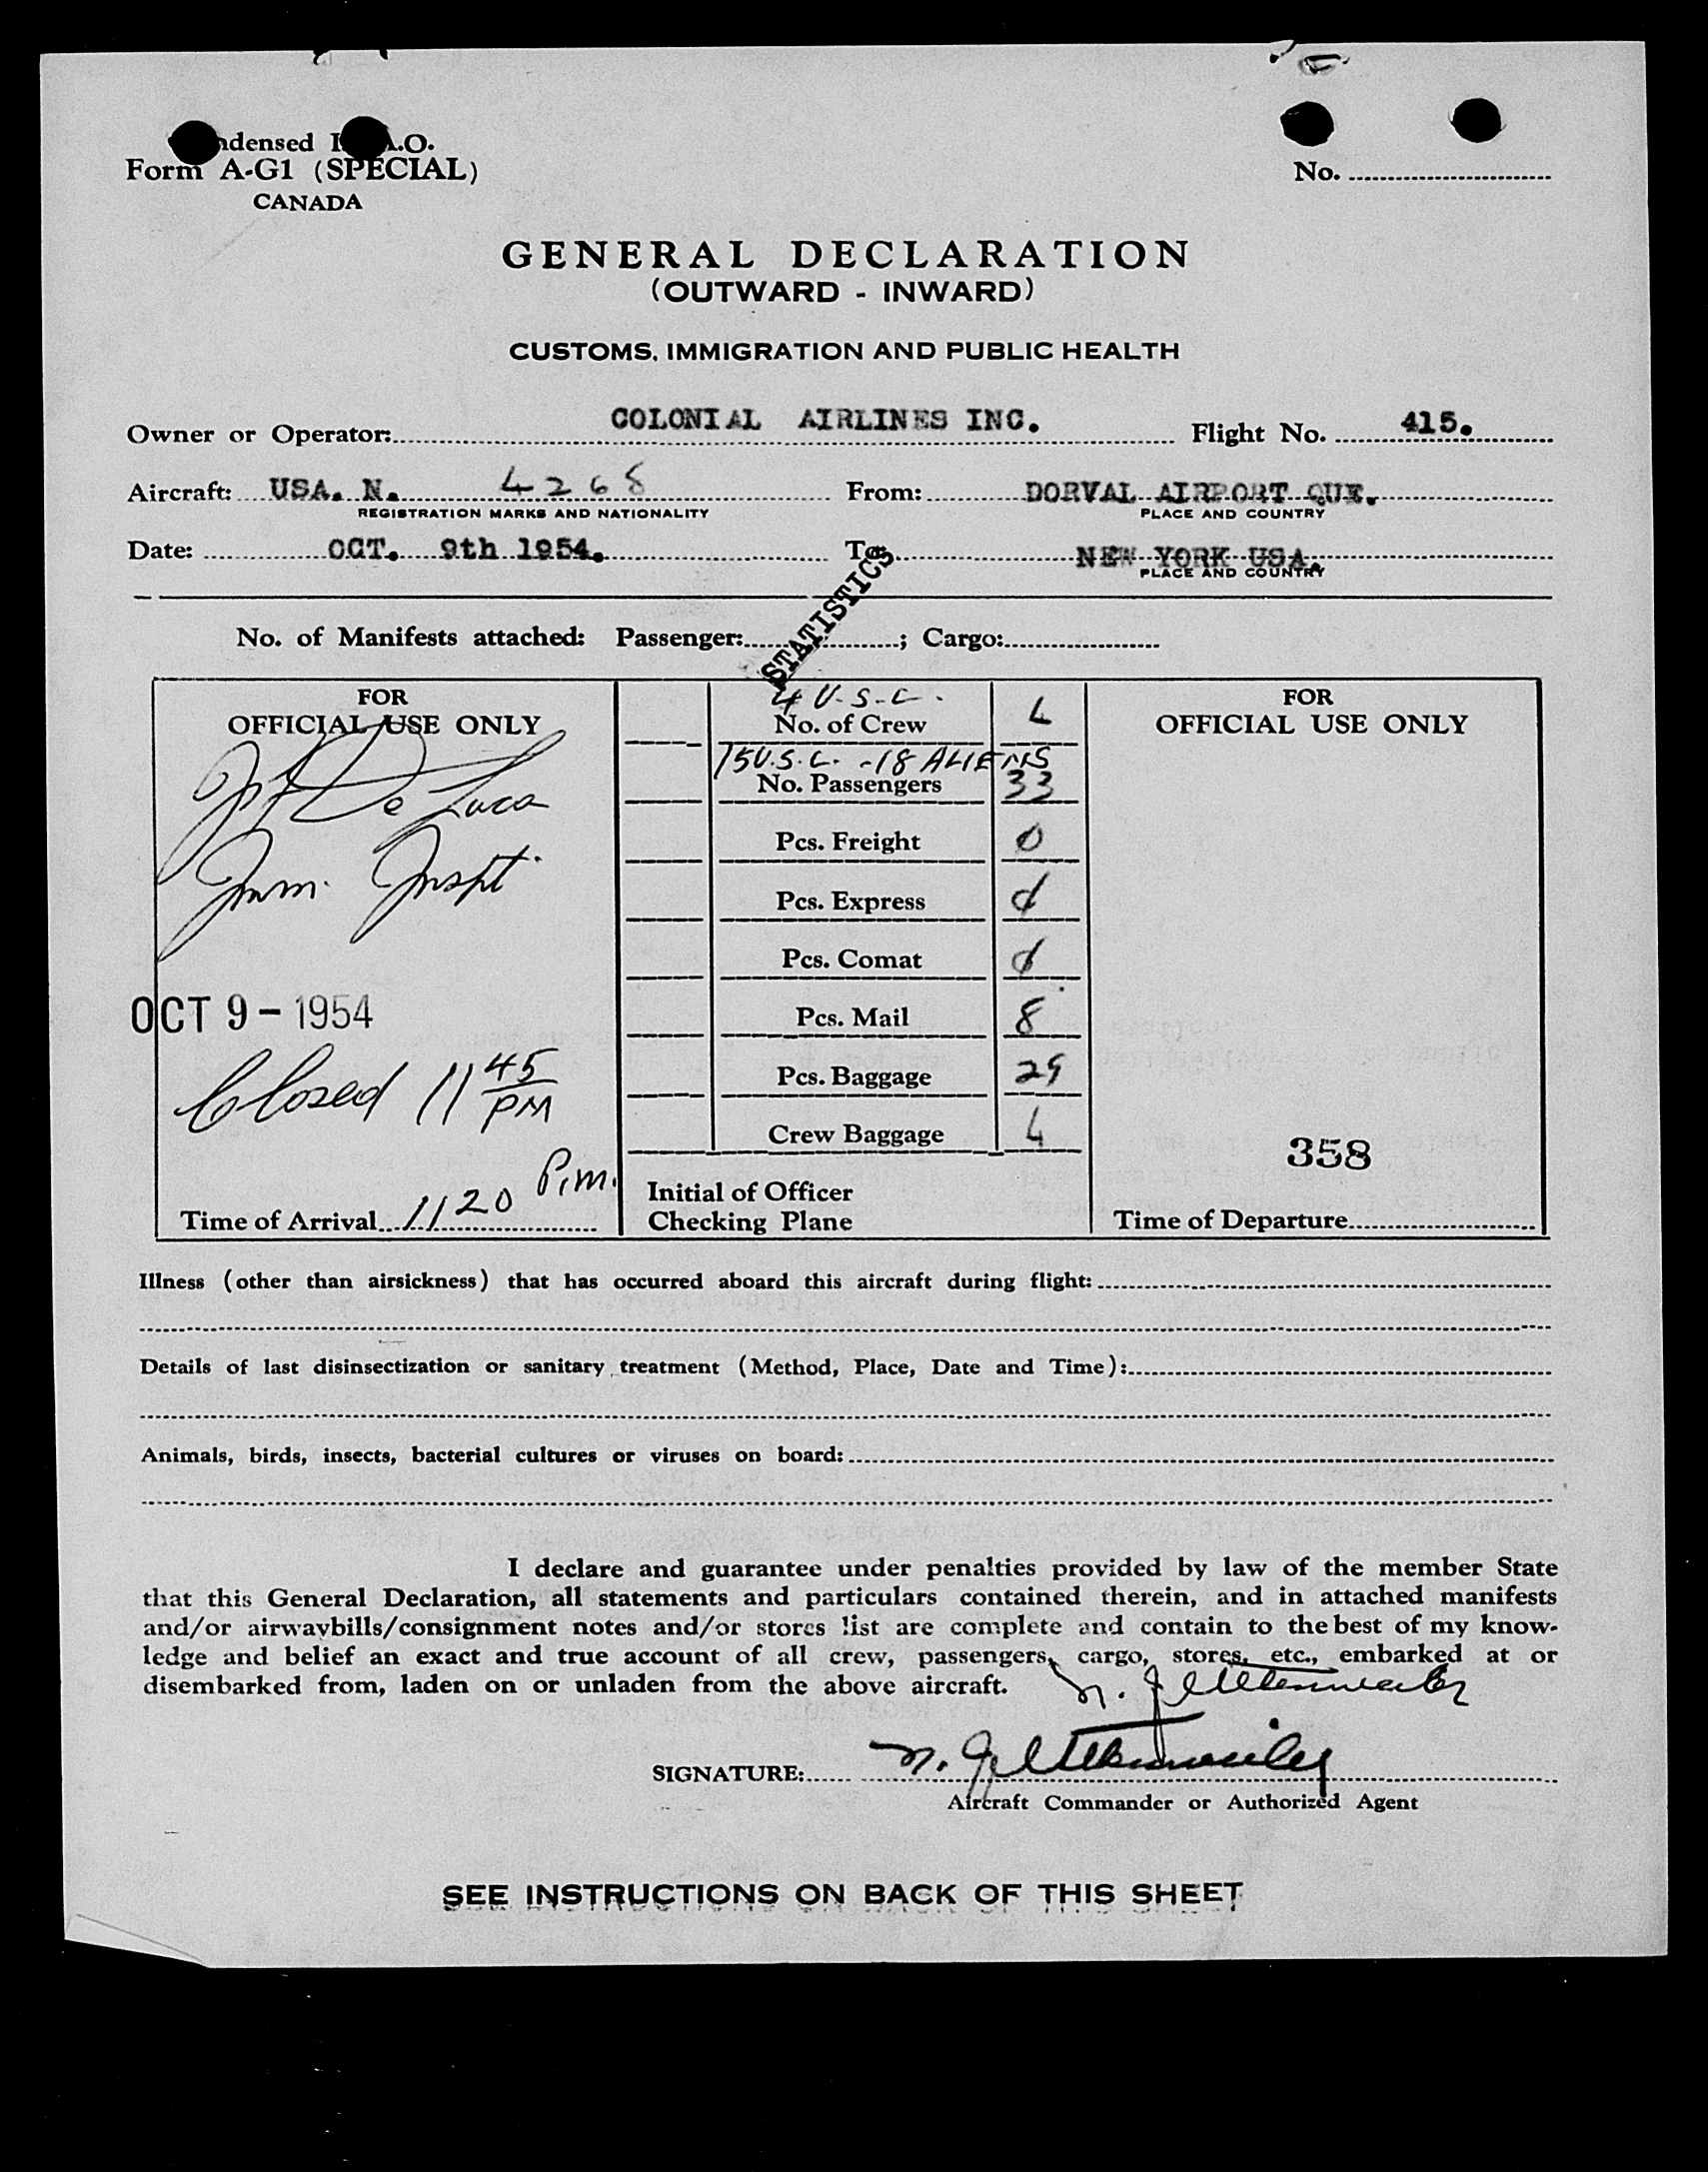 ndensed I .A.O.
Form A-G1 (SPECIAL)
CANADA
No.
GENERAL DECLARATION
(OUTWARD - INWARD)
CUSTOMS, IMMIGRATION AND PUBLIC HEALTH
Owner or Operator: COLONIAL AIRLINES INC. Flight No. 415.
Aircraft: USA. N. 4268 From: DORVAL AIRPORT QUE.
REGISTRATION MARKS AND NATIONALITY PLACE AND COUNTRY
Date: OCT. 9th 1954. To: NEW YORK USA.
PLACE AND COUNTRY
STATISTICS
No. of Manifests attached: Passenger: ; Cargo:
FOR
OFFICIAL USE ONLY
De Luca
Imm. Inspt.
OCT 9 - 1954
Closed 11 45 PM
Time of Arrival 11 20 P.m.
4 U.S.C.
No. of Crew 4
15 U.S.C. - 18 ALIENS
No. Passengers 33
Pcs. Freight 0
Pcs. Express 0
Pcs. Comat 0
Pcs. Mail 8
Pcs. Baggage 29
Crew Baggage 4
Initial of Officer
Checking Plane
FOR
OFFICIAL USE ONLY
358
Time of Departure
Illness (other than airsickness) that has occurred aboard this aircraft during flight:
Details of last disinsectization or sanitary treatment (Method, Place, Date and Time):
Animals, birds, insects, bacterial cultures or viruses on board:
I declare and guarantee under penalties provided by law of the member State
that this General Declaration, all statements and particulars contained therein, and in attached manifests
and/or airwaybills/consignment notes and/or stores list are complete and contain to the best of my know-
ledge and belief an exact and true account of all crew, passengers, cargo, stores, etc., embarked at or
disembarked from, laden on or unladen from the above aircraft.
SIGNATURE:
Aircraft Commander or Authorized Agent
SEE INSTRUCTIONS ON BACK OF THIS SHEET